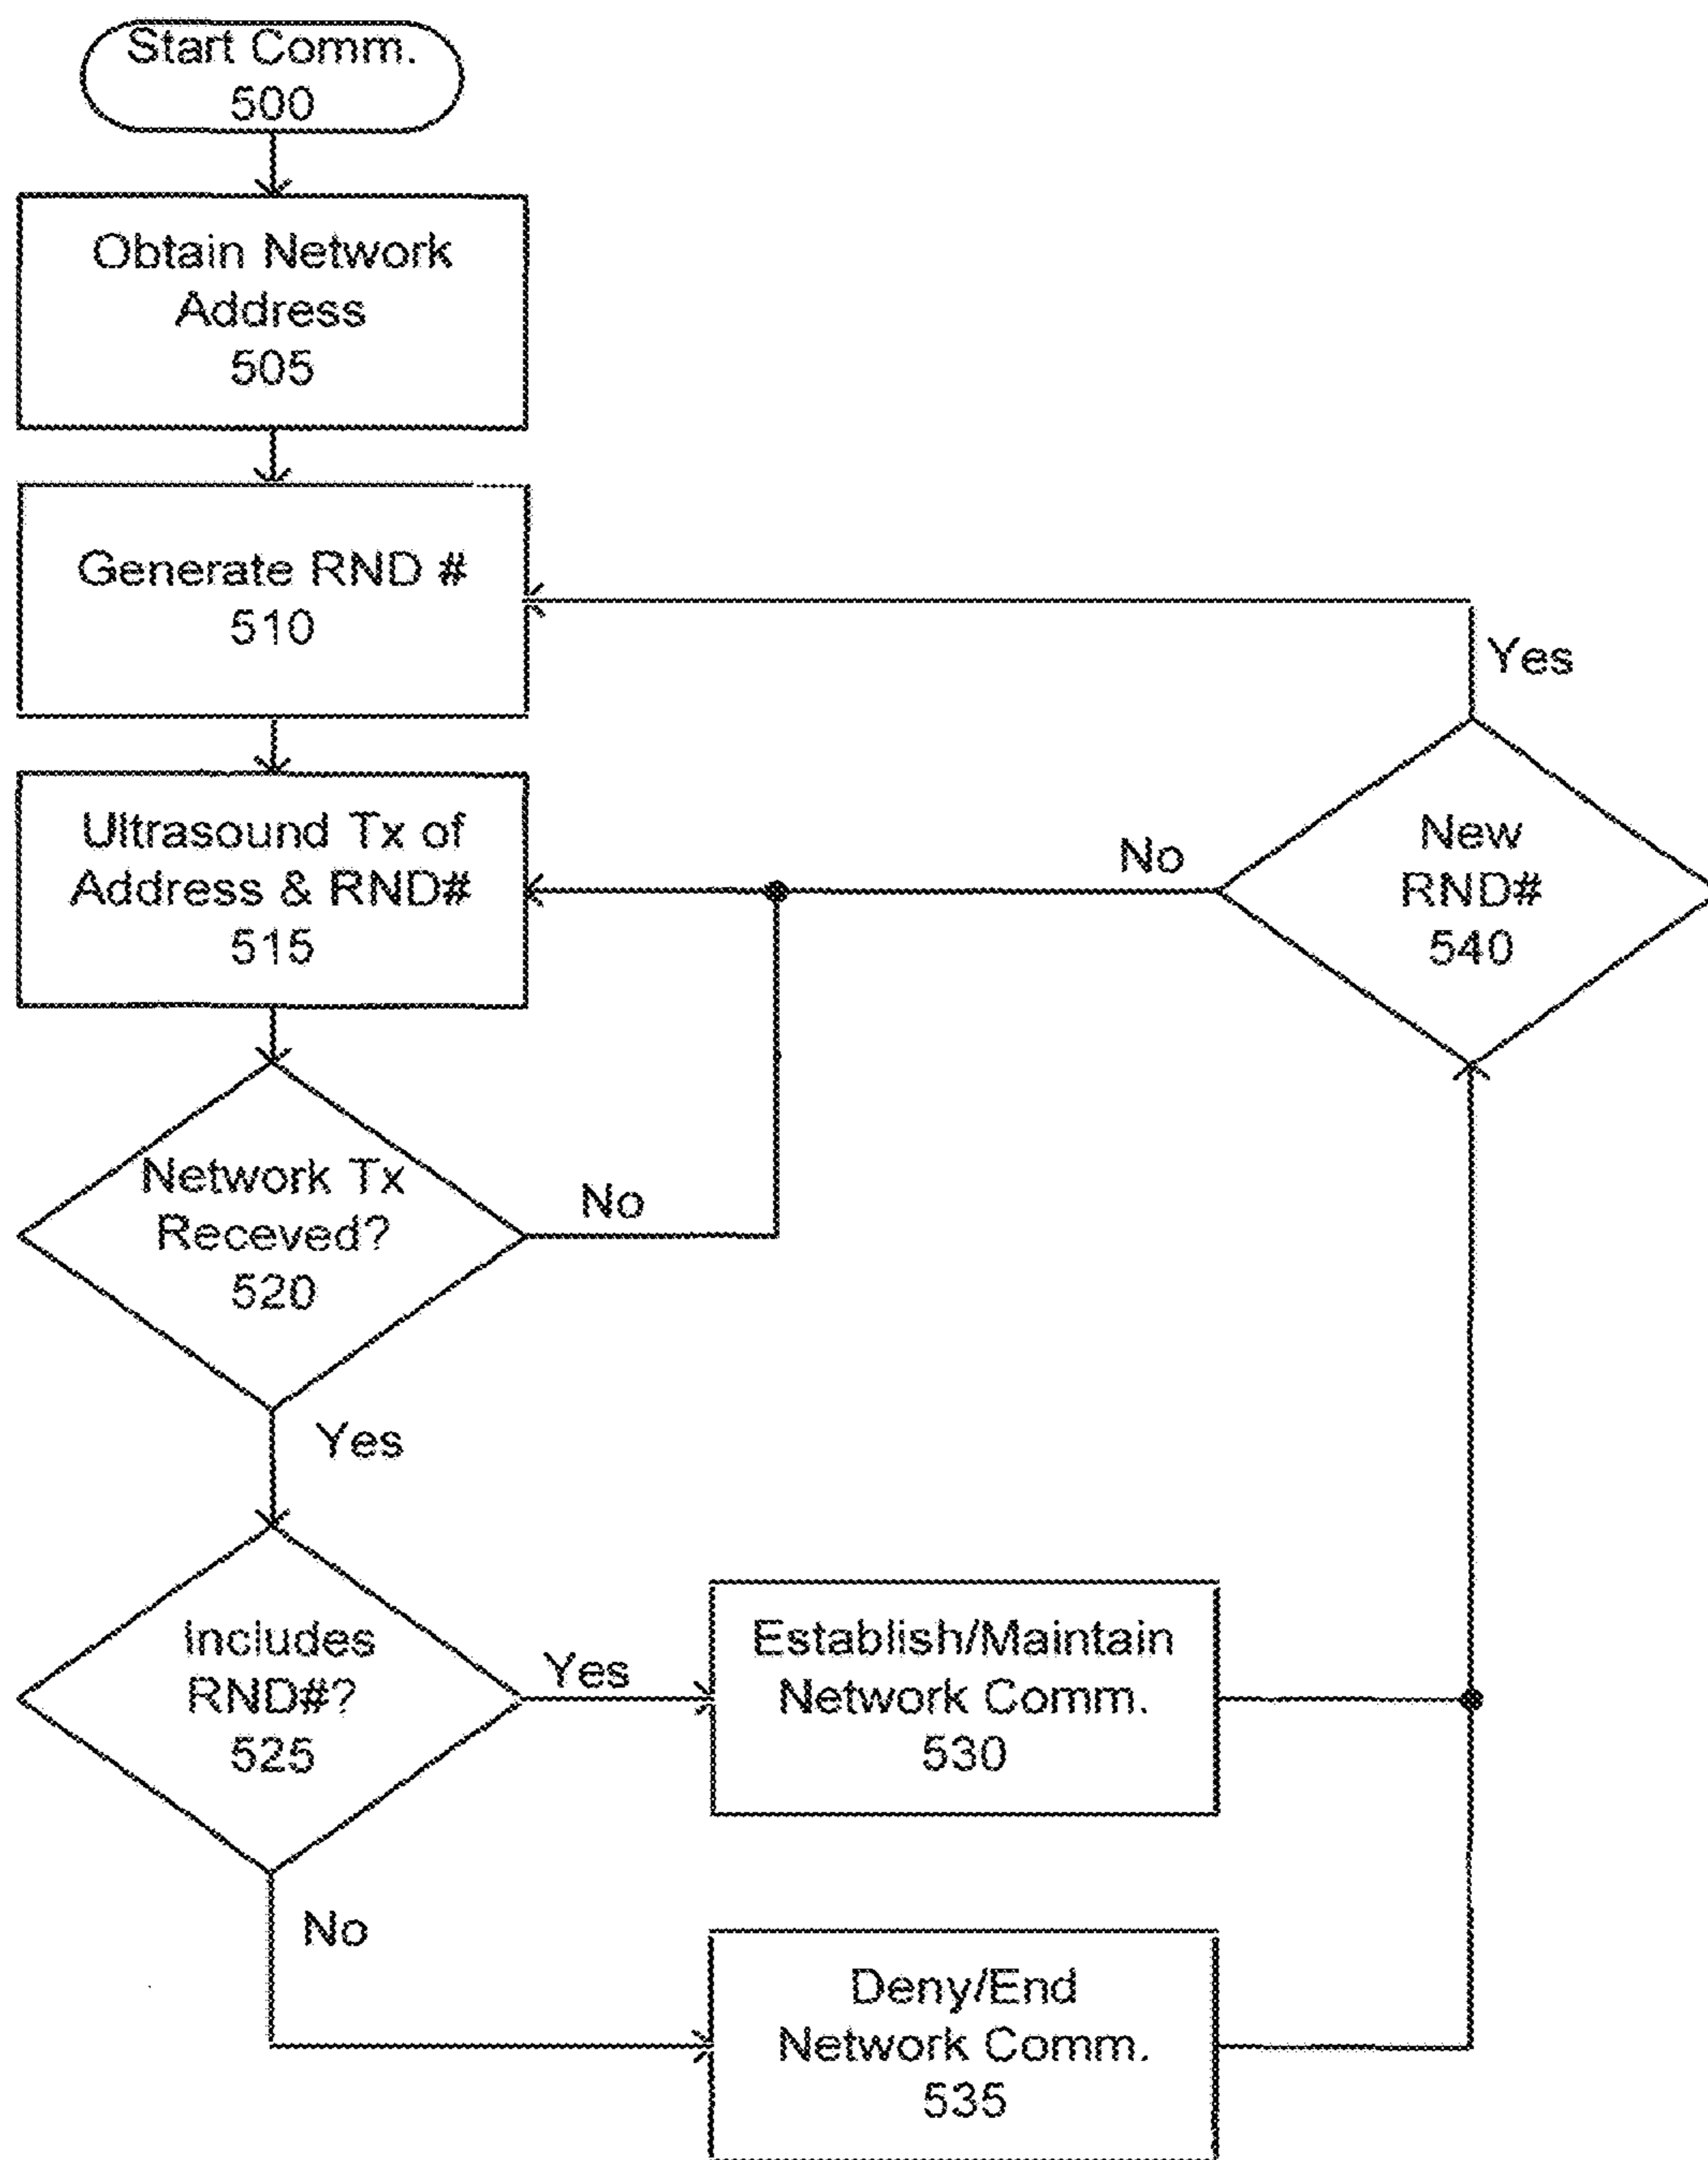 Start Comm.
500
Obtain Network
Address
505
Generate RND #
510
Yes
Ultrasound Tx of
Address & RND#
515
No
New
RND#
540
Network Tx
Receved?
520
No
Yes
Includes
RND#?
525
Yes
Establish/Maintain
Network Comm.
530
No
Deny/End
Network Comm.
535